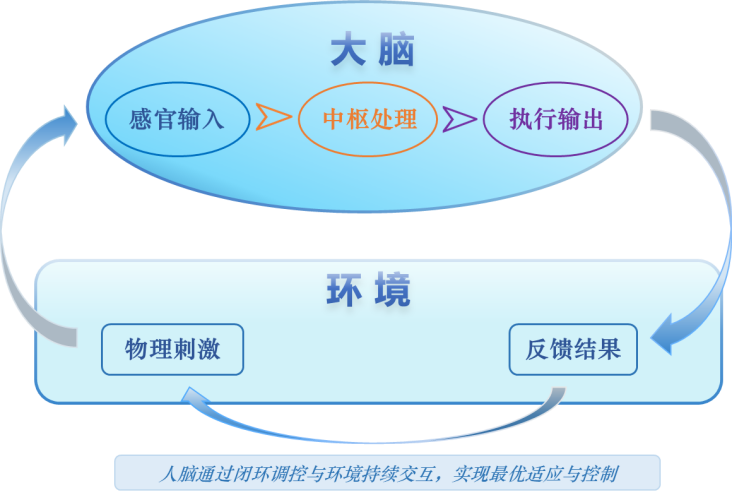 大脑
感官输入
中枢处理
执行输出
环境
物理刺激
反馈结果
人脑通过闭环调控与环境持续交互，实现最优适应与控制